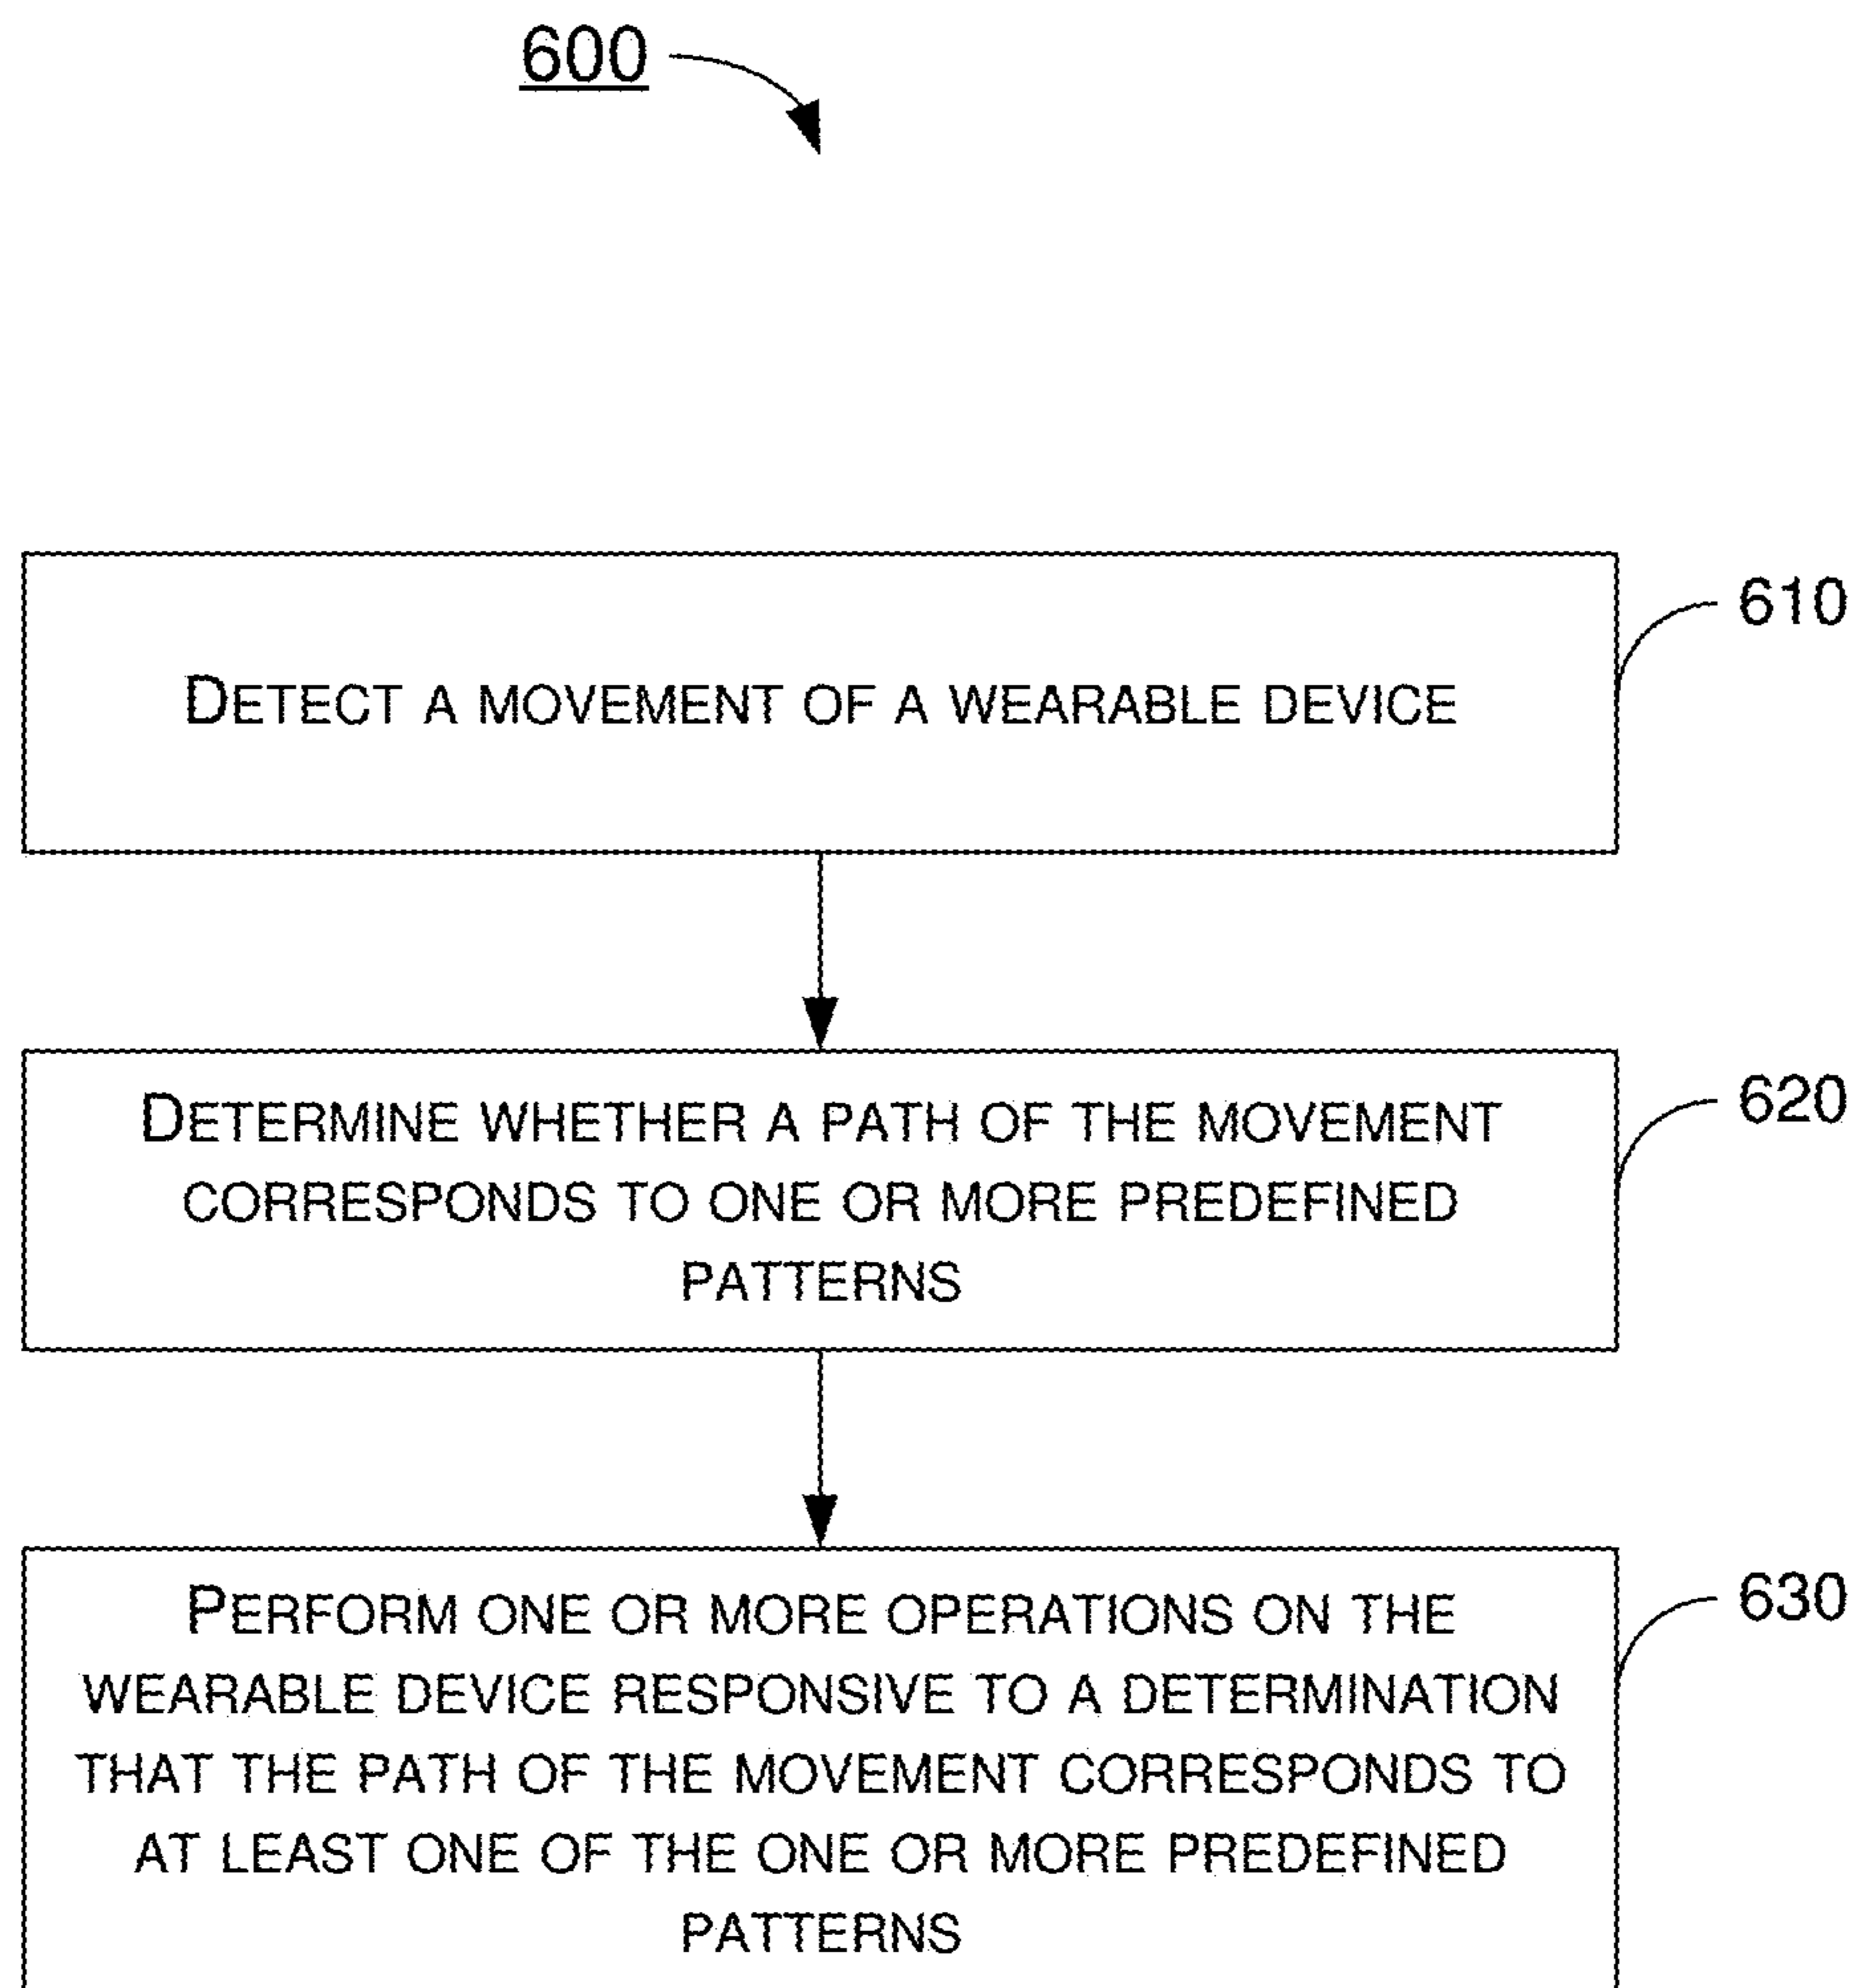 600
610
DETECT A MOVEMENT OF A WEARABLE DEVICE
620
DETERMINE WHETHER A PATH OF THE MOVEMENT
CORRESPONDS TO ONE OR MORE PREDEFINED
PATTERNS
630
PERFORM ONE OR MORE OPERATIONS ON THE
WEARABLE DEVICE RESPONSIVE TO A DETERMINATION
THAT THE PATH OF THE MOVEMENT CORRESPONDS TO
AT LEAST ONE OF THE ONE OR MORE PREDEFINED
PATTERNS